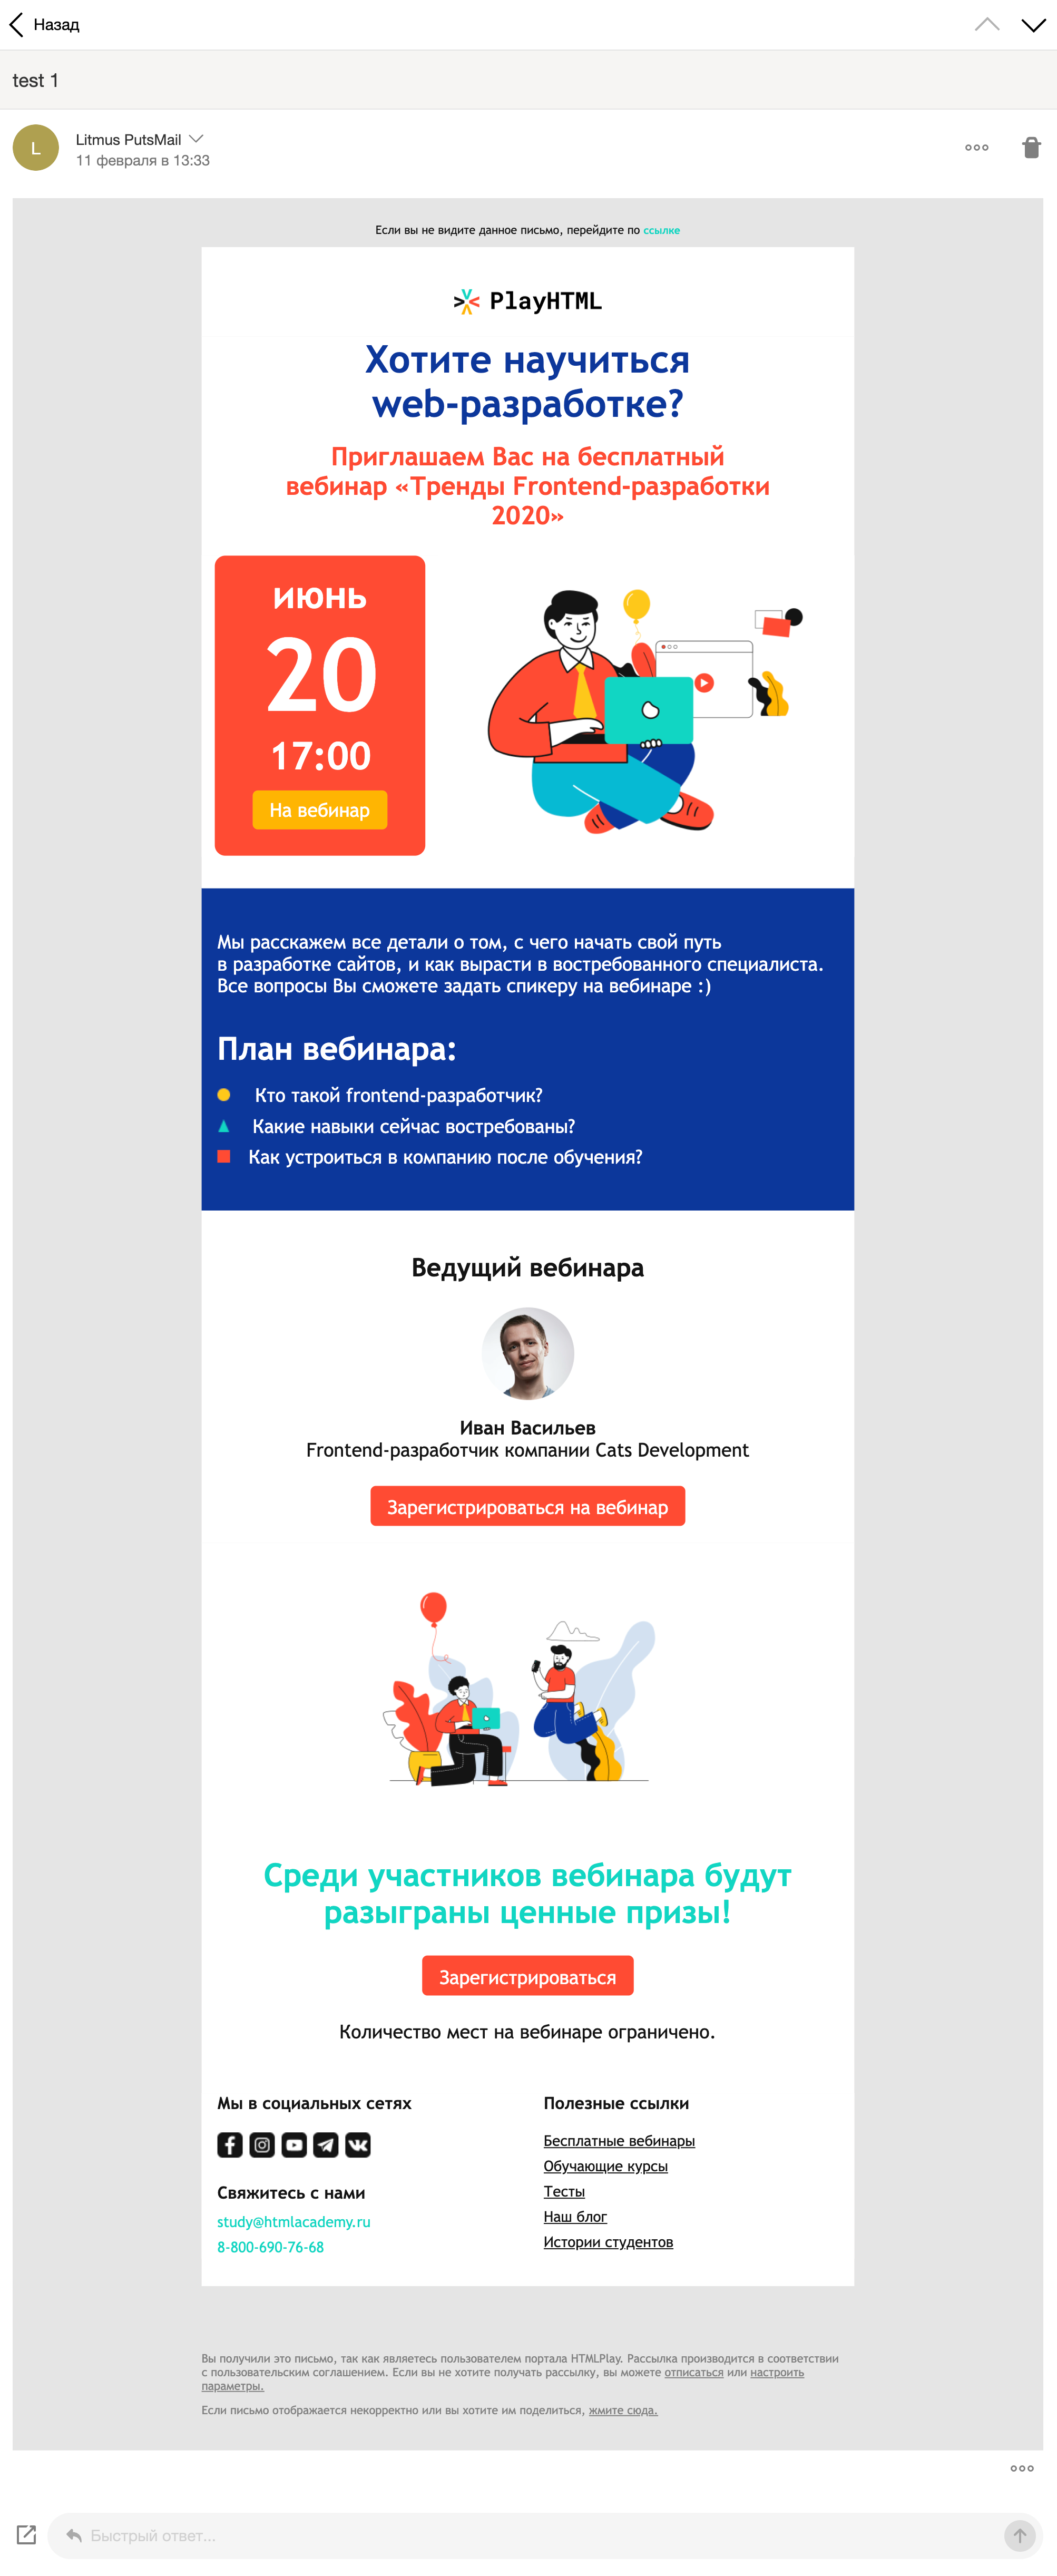 Назад
test 1
L
Litmus PutsMail
11 февраля в 13:33
Если вы не видите данное письмо, перейдите по ссылке
PlayHTML
Хотите научиться
web-разработке?
Приглашаем Вас на бесплатный
вебинар «Тренды Frontend-разработки
2020»
июнь
20
17:00
На вебинар
Мы расскажем все детали о том, с чего начать свой путь
в разработке сайтов, и как вырасти в востребованного специалиста.
Все вопросы Вы сможете задать спикеру на вебинаре :)
План вебинара:
Кто такой frontend-разработчик?
Какие навыки сейчас востребованы?
Как устроиться в компанию после обучения?
Ведущий вебинара
Иван Васильев
Frontend-разработчик компании Cats Development
Зарегистрироваться на вебинар
Среди участников вебинара будут
разыграны ценные призы!
Зарегистрироваться
Количество мест на вебинаре ограничено.
Мы в социальных сетях
Свяжитесь с нами
study@htmlacademy.ru
8-800-690-76-68
Полезные ссылки
Бесплатные вебинары
Обучающие курсы
Тесты
Наш блог
Истории студентов
Вы получили это письмо, так как являетесь пользователем портала HTMLPlay. Рассылка производится в соответствии
с пользовательским соглашением. Если вы не хотите получать рассылку, вы можете отписаться или настроить
параметры.
Если письмо отображается некорректно или вы хотите им поделиться, жмите сюда.
Быстрый ответ...